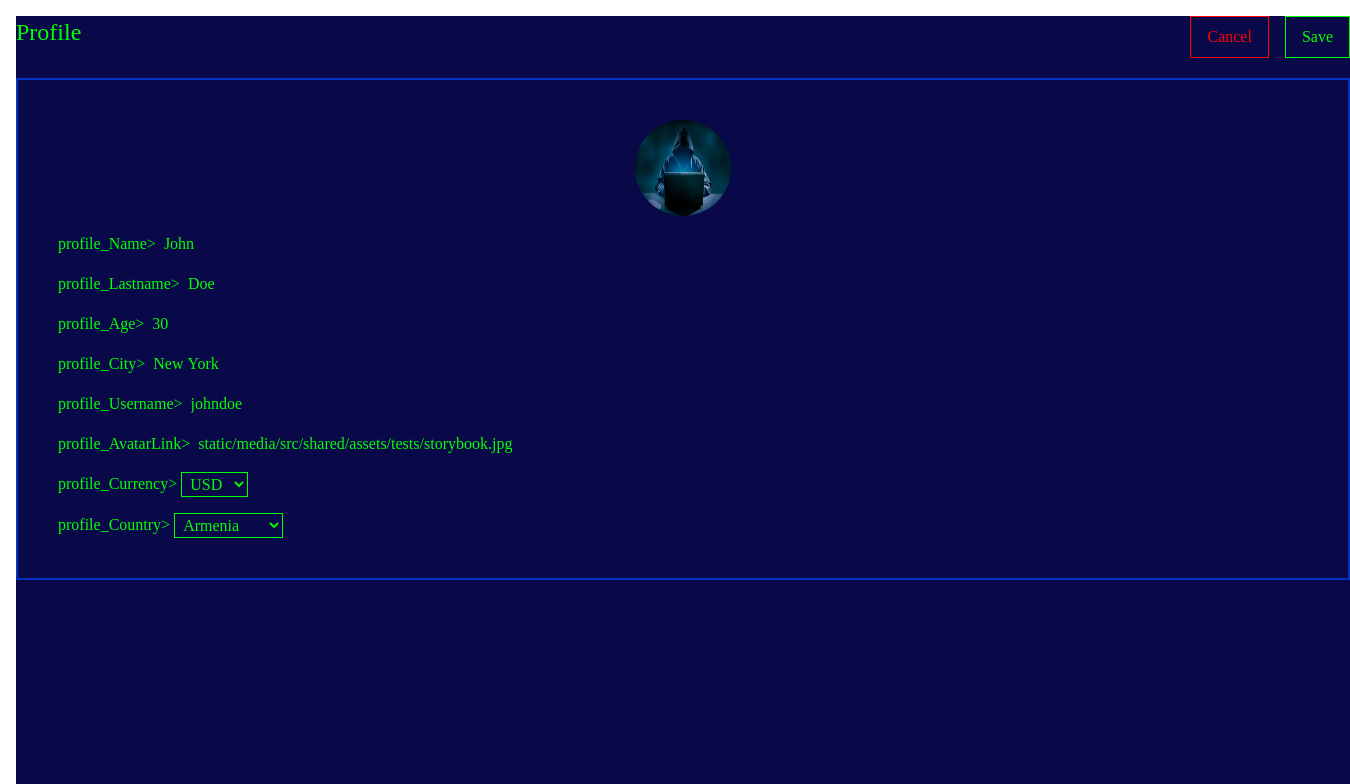 Profile
Cancel
Save
profile_Name> John
profile_Lastname> Doe
profile_Age> 30
profile_City> New York
profile_Username> johndoe
profile_AvatarLink> static/media/src/shared/assets/tests/storybook.jpg
profile_Currency> USD
profile_Country> Armenia